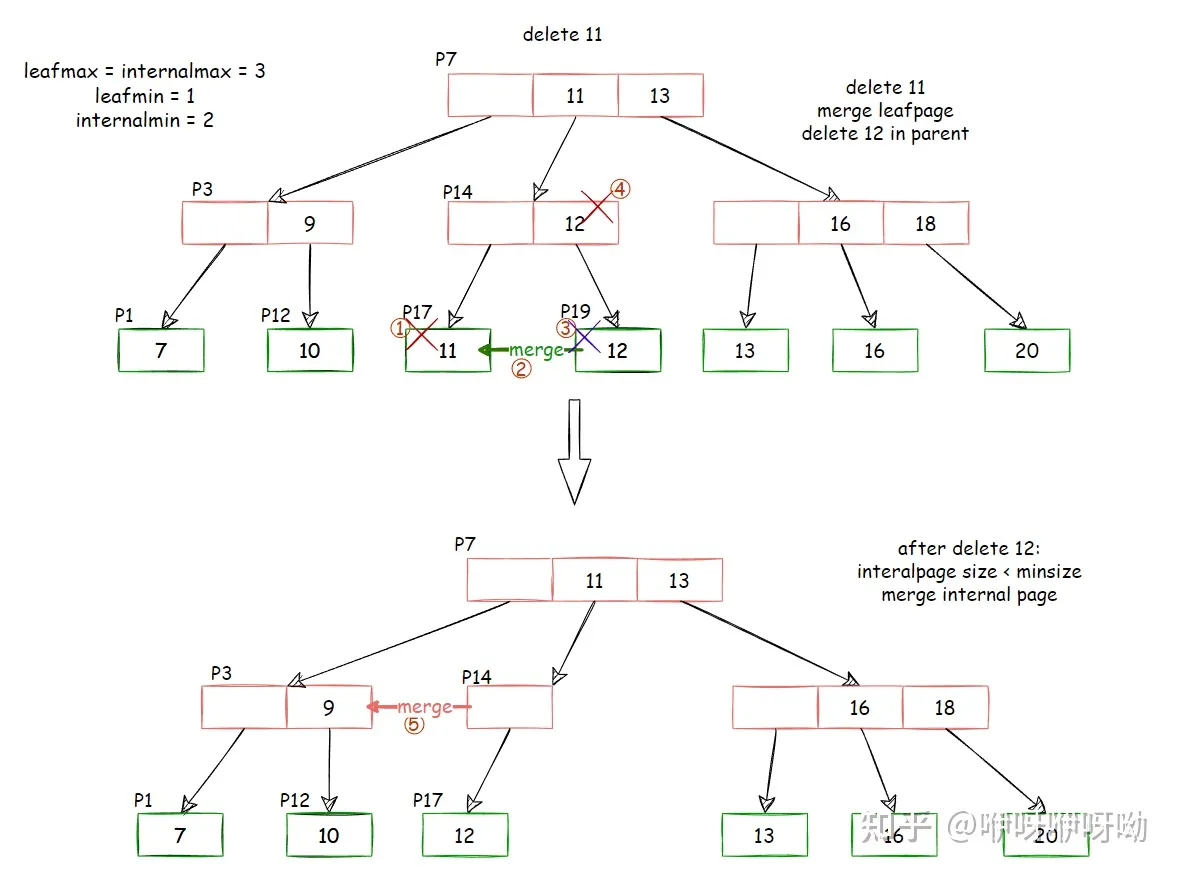 delete 11
P7
leafmax = internalmax = 3
leafmin = 1
internalmin = 2
11 13
delete 11
merge leafpage
delete 12 in parent
P3
9
P14
12
④
16 18
P1
7
P12
10
P17
①
11
merge
②
P19
③
12
13
16
20
P7
11 13
after delete 12:
interalpage size < minsize
merge internal page
P3
9
merge
⑤
P14
16 18
P1
7
P12
10
P17
12
13
16
20
知乎 @咿呀咿呀呦